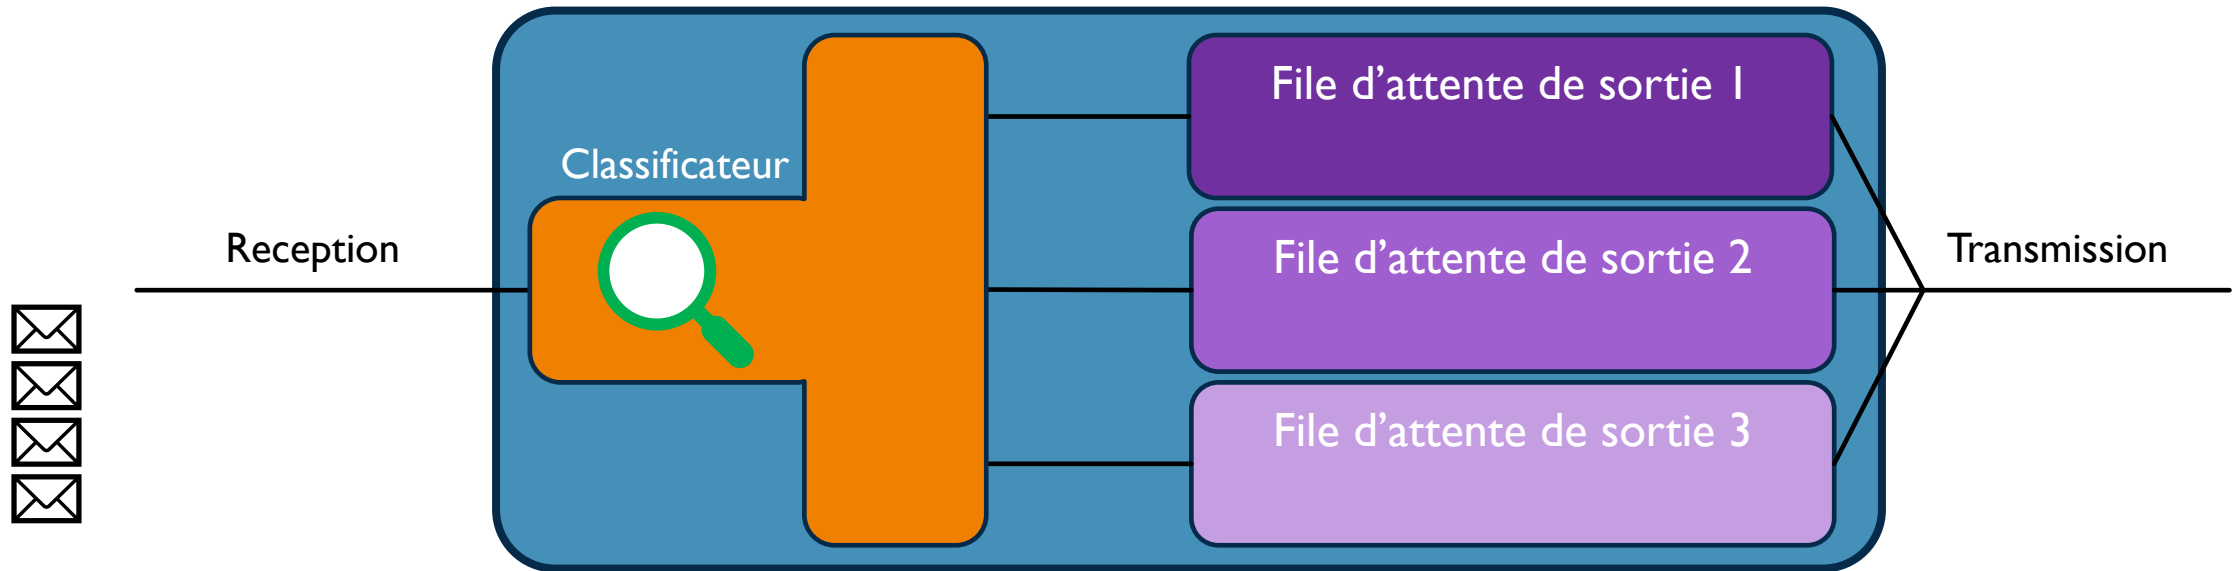 File d’attente de sortie 1
Classificateur
Reception
File d’attente de sortie 2
Transmission
File d’attente de sortie 3